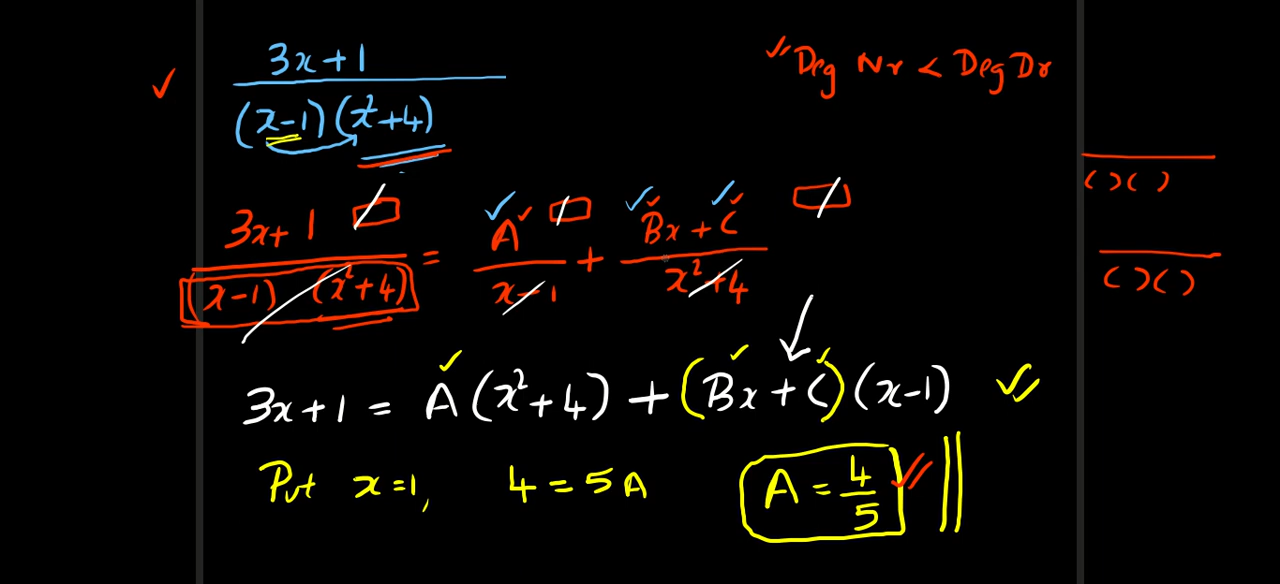 3x+1
(x-1)(x²+4)
Deg Nr < Deg Dr
( )( )
3x+1 / (x-1)(x²+4) = A / x-1 + Bx+C / x²+4
( )( )
3x+1 = A(x²+4) + (Bx+C)(x-1)
Put x=1, 4=5A A=4/5